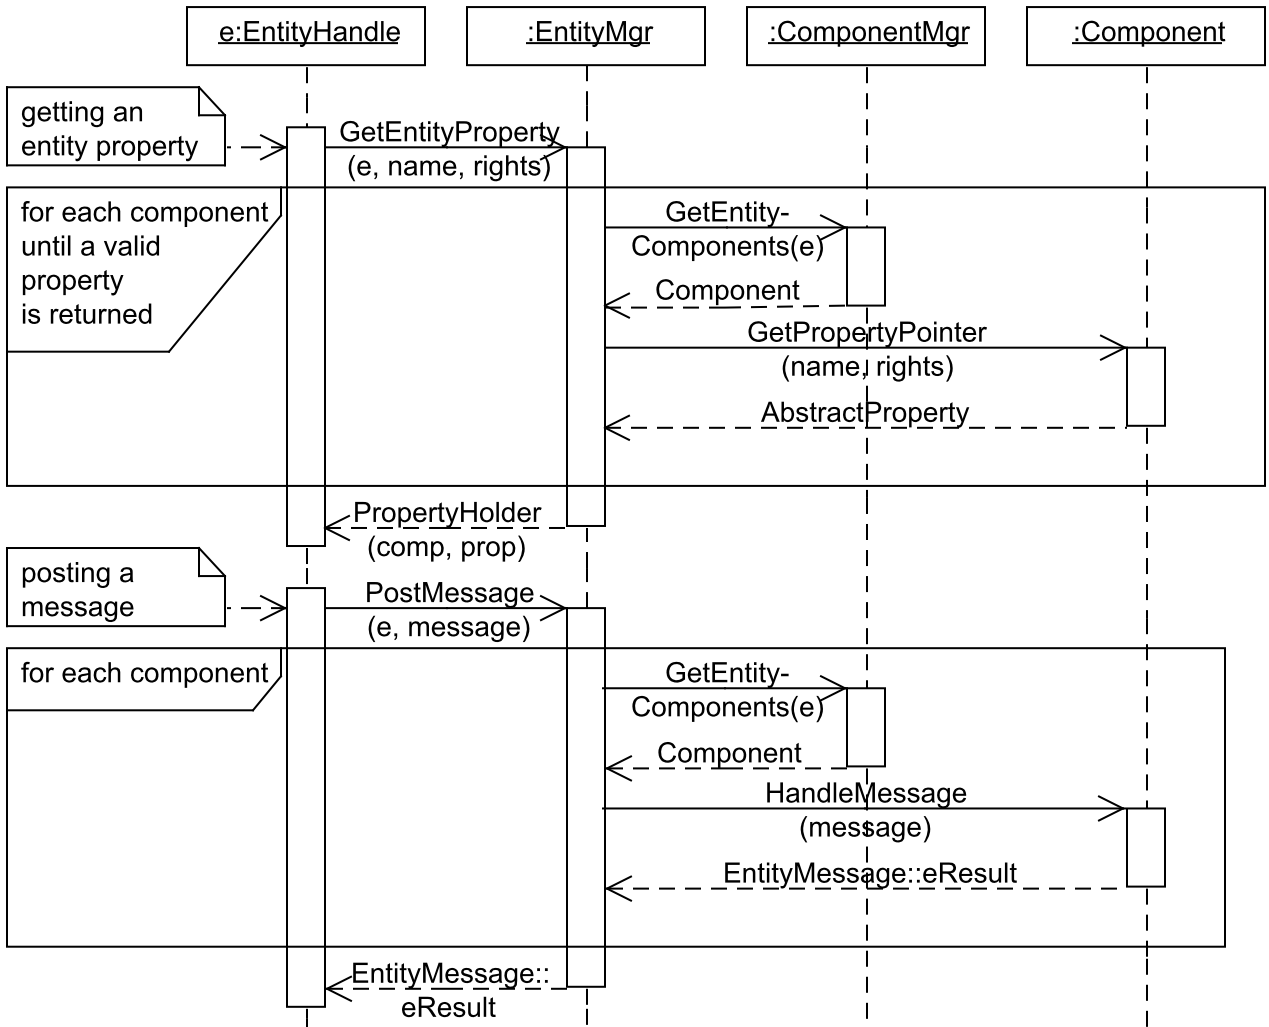 e:EntityHandle
:EntityMgr
:ComponentMgr
:Component
getting an
entity property
GetEntityProperty
(e, name, rights)
for each component
until a valid
property
is returned
GetEntity-
Components(e)
Component
GetPropertyPointer
(name, rights)
AbstractProperty
PropertyHolder
(comp, prop)
posting a
message
PostMessage
(e, message)
for each component
GetEntity-
Components(e)
Component
HandleMessage
(message)
EntityMessage::eResult
EntityMessage::
eResult